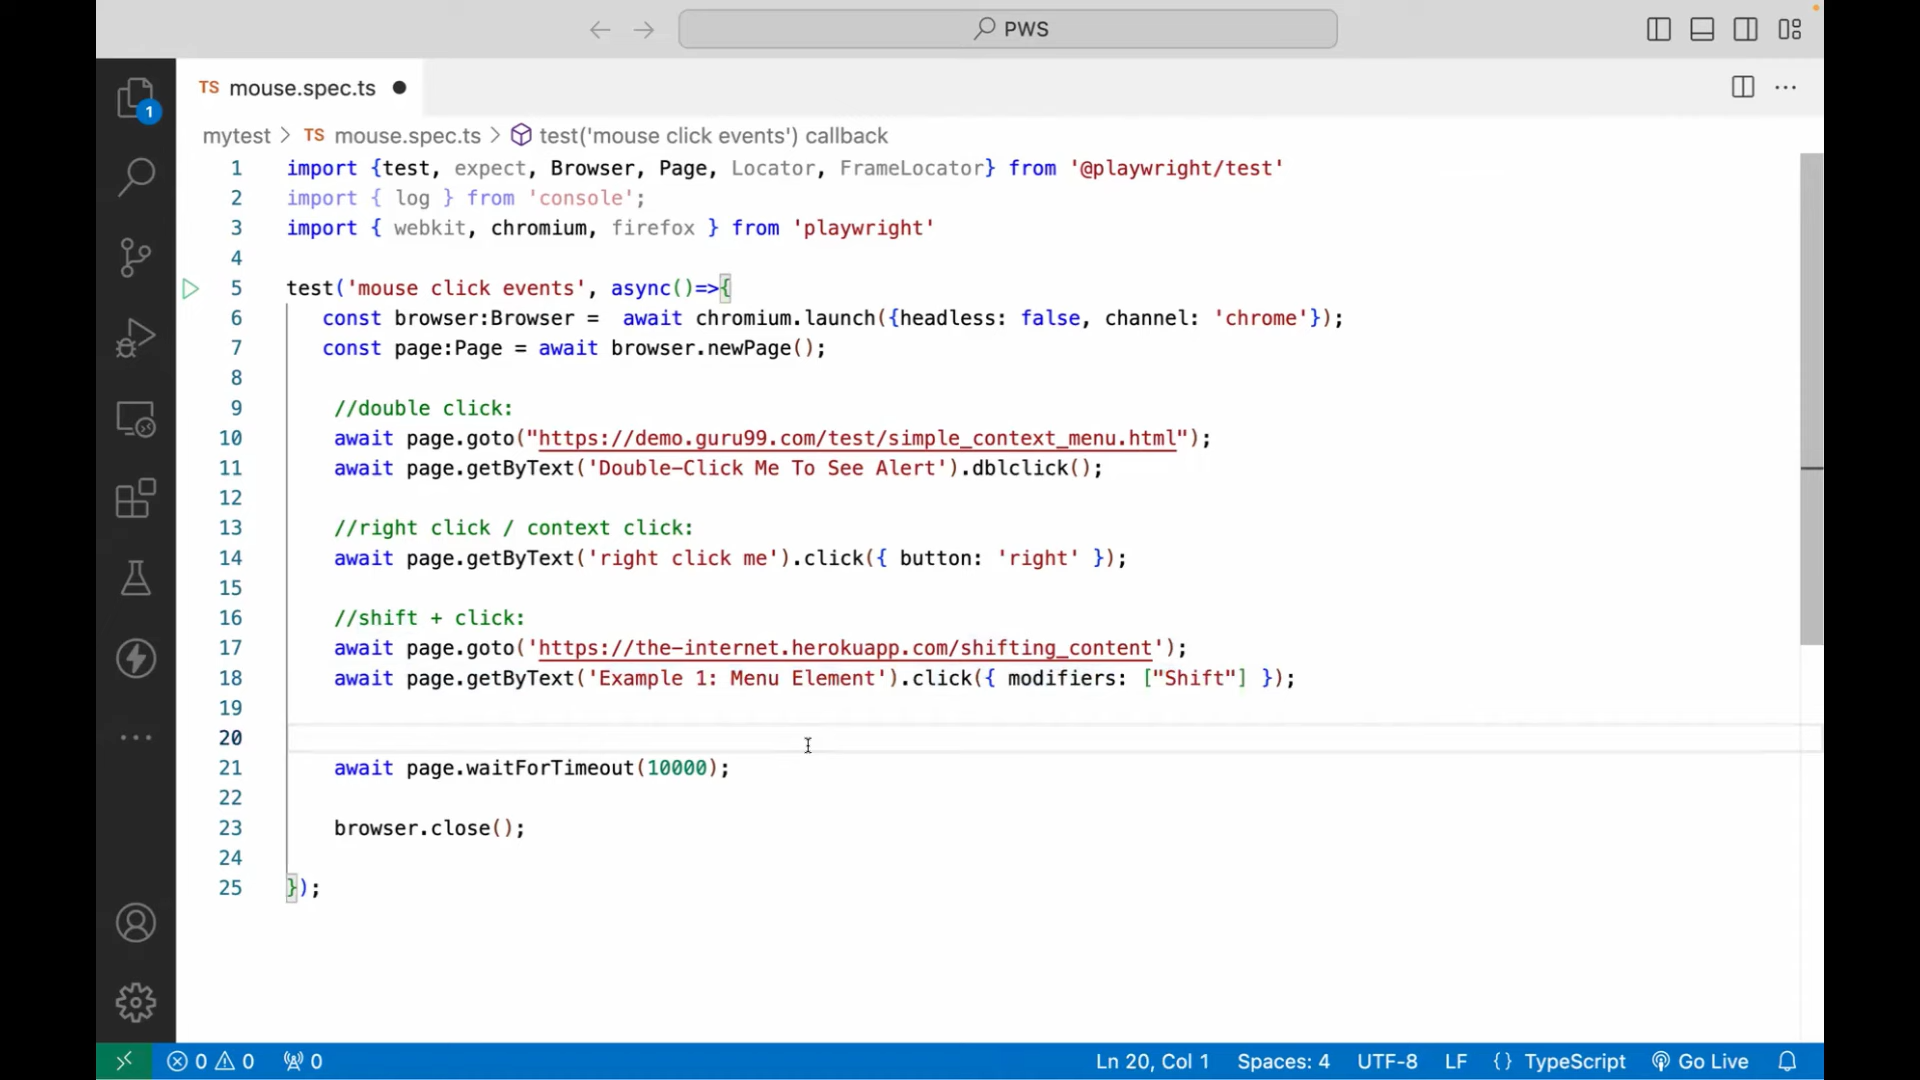 PWS
TS mouse.spec.ts
1
mytest > TS mouse.spec.ts > test('mouse click events') callback
1 import {test, expect, Browser, Page, Locator, FrameLocator} from '@playwright/test'
2 import { log } from 'console';
3 import { webkit, chromium, firefox } from 'playwright'
4
5 test('mouse click events', async()=>{
6 const browser:Browser =  await chromium.launch({headless: false, channel: 'chrome'});
7 const page:Page = await browser.newPage();
8
9 //double click:
10 await page.goto("https://demo.guru99.com/test/simple_context_menu.html");
11 await page.getByText('Double-Click Me To See Alert').dblclick();
12
13 //right click / context click:
14 await page.getByText('right click me').click({ button: 'right' });
15
16 //shift + click:
17 await page.goto('https://the-internet.herokuapp.com/shifting_content');
18 await page.getByText('Example 1: Menu Element').click({ modifiers: ["Shift"] });
19
20
21 await page.waitForTimeout(10000);
22
23 browser.close();
24
25 });
0 0 0 Ln 20, Col 1 Spaces: 4 UTF-8 LF {} TypeScript Go Live